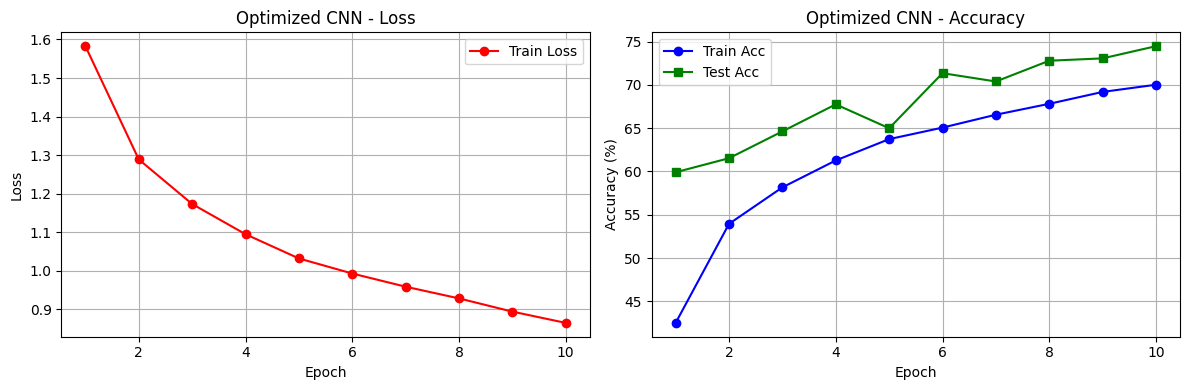 Optimized CNN - Loss
1.6
1.5
1.4
1.3
1.2
1.1
1.0
0.9
Loss
Train Loss
2
4
6
8
10
Epoch
Optimized CNN - Accuracy
75
70
65
60
55
50
45
Accuracy (%)
Train Acc
Test Acc
2
4
6
8
10
Epoch